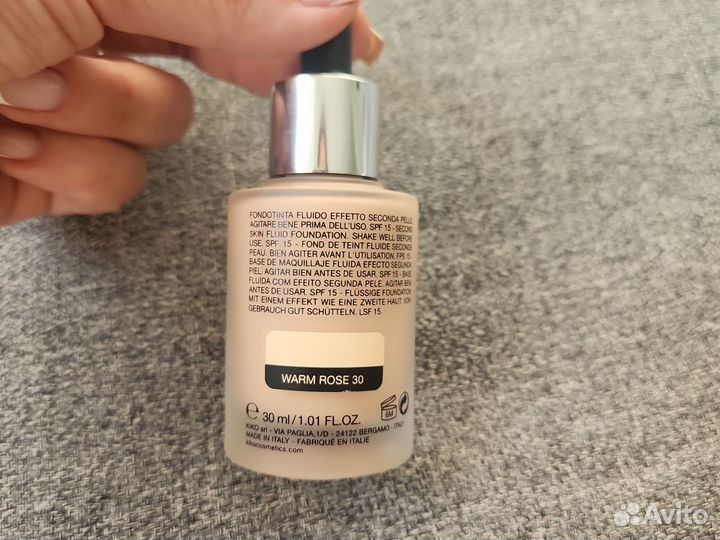 FONDOTINTA FLUIDO EFFETTO SECONDA PELLE.
AGITARE BENE PRIMA DELL'USO. SPF 15 - SECOND
SKIN FLUID FOUNDATION. SHAKE WELL BEFORE
USE. SPF 15 - FOND DE TEINT FLUIDE SECONDE
PEAU. BIEN AGITER AVANT L'UTILISATION. FPS 15 -
BASE DE MAQUILLAJE FLUIDA EFECTO SEGUNDA
PIEL. AGITAR BIEN ANTES DE USAR. SPF 15 - BASE
FLUÍDA COM EFEITO SEGUNDA PELE. AGITAR BEM
ANTES DE USAR. SPF 15 - FLÜSSIGE FOUNDATION
MIT EINEM EFFEKT WIE EINE ZWEITE HAUT. VOR
GEBRAUCH GUT SCHÜTTELN. LSF 15.
WARM ROSE 30
℮ 30 ml/1.01 FL.OZ.
6M
KIKO srl - VIA PAGLIA,1/D - 24122 BERGAMO - ITALY
MADE IN ITALY - FABRIQUÉ EN ITALIE
kikocosmetics.com
Avito